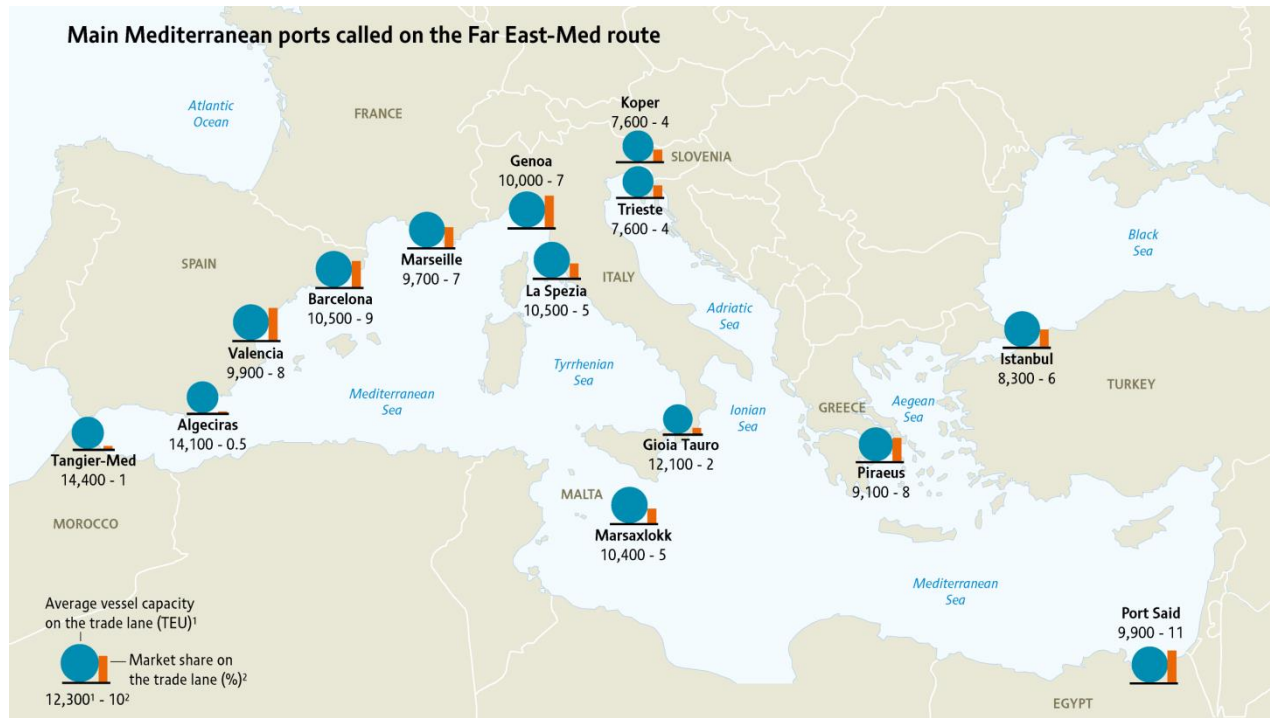 Main Mediterranean ports called on the Far East-Med route
Atlantic
Ocean
FRANCE
Koper
7,600 - 4
SLOVENIA
Genoa
10,000 - 7
Trieste
7,600 - 4
Marseille
9,700 - 7
SPAIN
Barcelona
10,500 - 9
La Spezia
10,500 - 5
ITALY
Black
Sea
Adriatic
Sea
Valencia
9,900 - 8
Istanbul
8,300 - 6
TURKEY
Tyrrhenian
Sea
Mediterranean
Sea
Algeciras
14,100 - 0.5
Ionian
Sea
GREECE
Aegean
Sea
Tangier-Med
14,400 - 1
Gioia Tauro
12,100 - 2
Piraeus
9,100 - 8
MALTA
MOROCCO
Marsaxlokk
10,400 - 5
Mediterranean
Sea
Port Said
9,900 - 11
EGYPT
Average vessel capacity
on the trade lane (TEU)¹
Market share on
the trade lane (%)²
12,300¹ - 10²